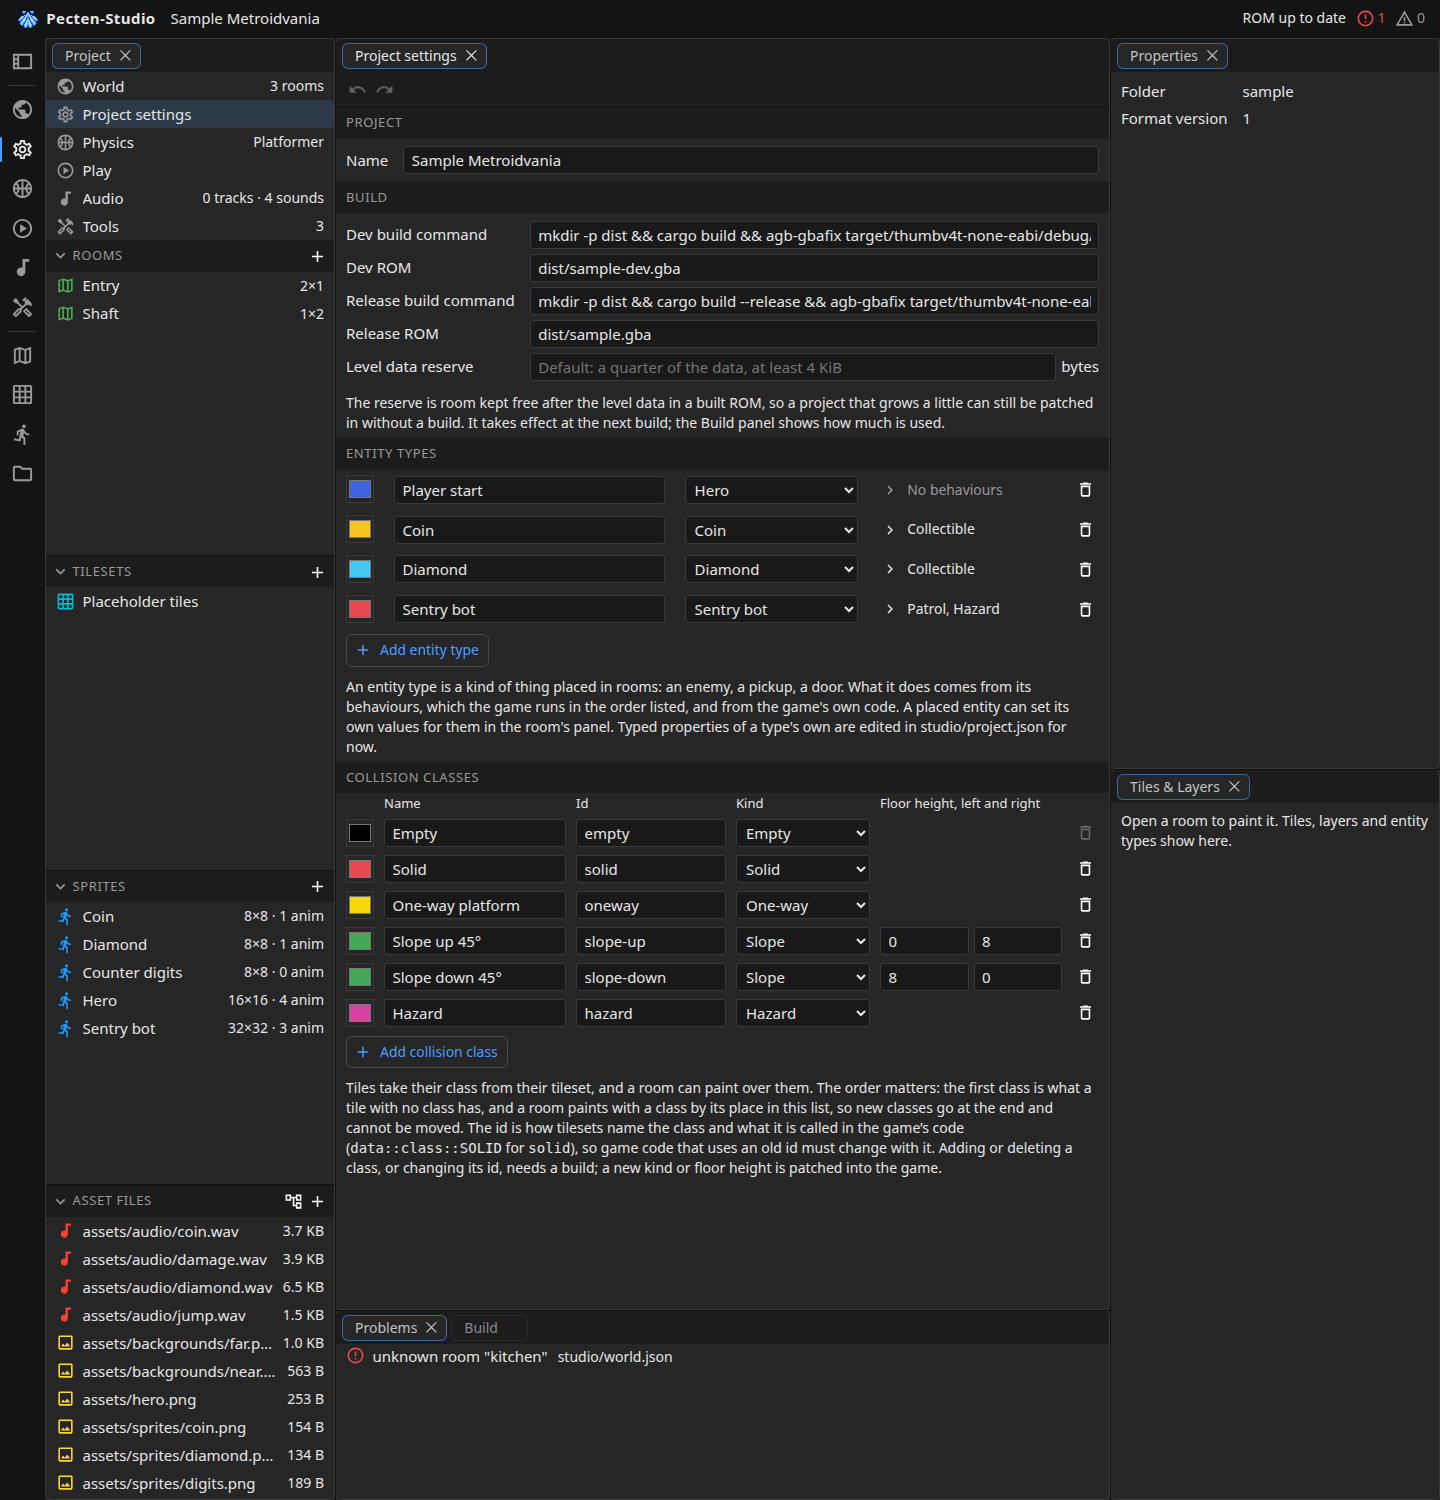 Pecten-Studio Sample Metroidvania
ROM up to date 1 0
Project
World 3 rooms
Project settings
Physics Platformer
Play
Audio 0 tracks · 4 sounds
Tools 3
ROOMS
Entry 2×1
Shaft 1×2
TILESETS
Placeholder tiles
SPRITES
Coin 8×8 · 1 anim
Diamond 8×8 · 1 anim
Counter digits 8×8 · 0 anim
Hero 16×16 · 4 anim
Sentry bot 32×32 · 3 anim
ASSET FILES
assets/audio/coin.wav 3.7 KB
assets/audio/damage.wav 3.9 KB
assets/audio/diamond.wav 6.5 KB
assets/audio/jump.wav 1.5 KB
assets/backgrounds/far.p... 1.0 KB
assets/backgrounds/near.... 563 B
assets/hero.png 253 B
assets/sprites/coin.png 154 B
assets/sprites/diamond.p... 134 B
assets/sprites/digits.png 189 B
Project settings
PROJECT
Name Sample Metroidvania
BUILD
Dev build command mkdir -p dist && cargo build && agb-gbafix target/thumbv4t-none-eabi/debug/
Dev ROM dist/sample-dev.gba
Release build command mkdir -p dist && cargo build --release && agb-gbafix target/thumbv4t-none-eal
Release ROM dist/sample.gba
Level data reserve Default: a quarter of the data, at least 4 KiB bytes
The reserve is room kept free after the level data in a built ROM, so a project that grows a little can still be patched
in without a build. It takes effect at the next build; the Build panel shows how much is used.
ENTITY TYPES
Player start Hero No behaviours
Coin Coin Collectible
Diamond Diamond Collectible
Sentry bot Sentry bot Patrol, Hazard
Add entity type
An entity type is a kind of thing placed in rooms: an enemy, a pickup, a door. What it does comes from its
behaviours, which the game runs in the order listed, and from the game's own code. A placed entity can set its
own values for them in the room's panel. Typed properties of a type's own are edited in studio/project.json for
now.
COLLISION CLASSES
Name Id Kind Floor height, left and right
Empty empty Empty
Solid solid Solid
One-way platform oneway One-way
Slope up 45° slope-up Slope 0 8
Slope down 45° slope-down Slope 8 0
Hazard hazard Hazard
Add collision class
Tiles take their class from their tileset, and a room can paint over them. The order matters: the first class is what a
tile with no class has, and a room paints with a class by its place in this list, so new classes go at the end and
cannot be moved. The id is how tilesets name the class and what it is called in the game's code
(data::class::SOLID for solid), so game code that uses an old id must change with it. Adding or deleting a
class, or changing its id, needs a build; a new kind or floor height is patched into the game.
Problems Build
unknown room "kitchen" studio/world.json
Properties
Folder sample
Format version 1
Tiles & Layers
Open a room to paint it. Tiles, layers and entity
types show here.